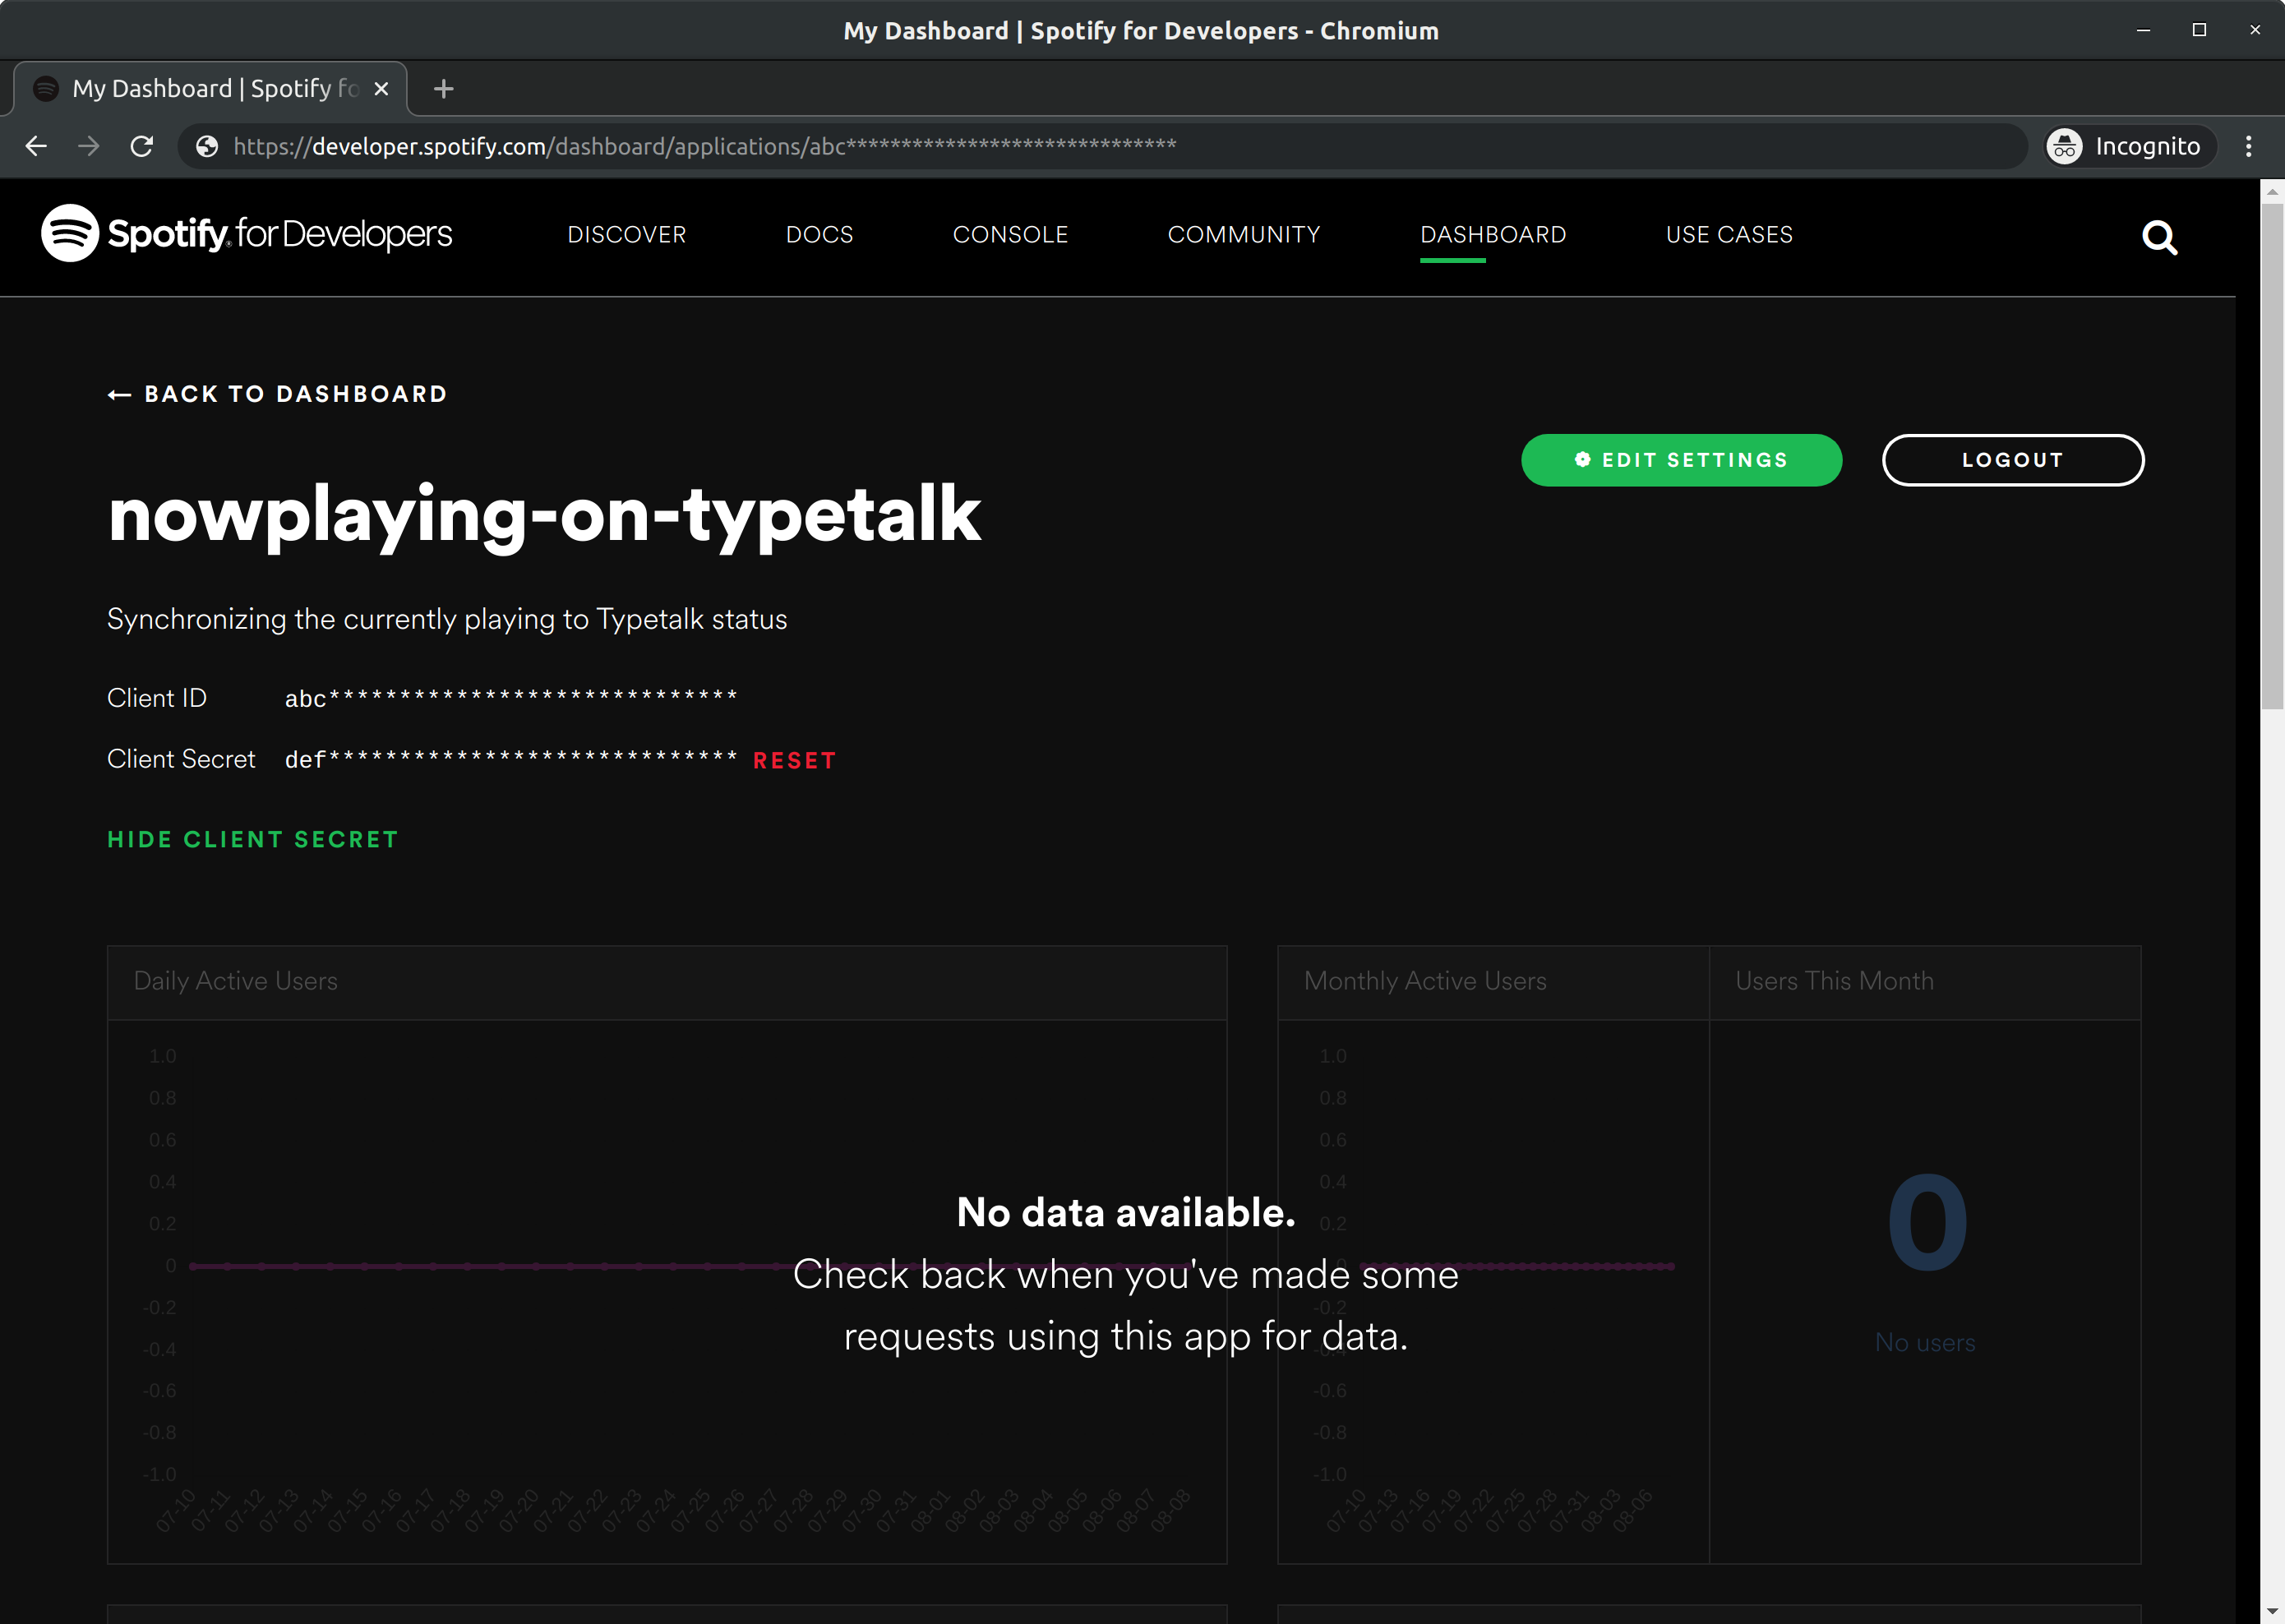 My Dashboard | Spotify for Developers - Chromium
My Dashboard | Spotify fo
https://developer.spotify.com/dashboard/applications/abc*****************************
Incognito
Spotify for Developers
DISCOVER
DOCS
CONSOLE
COMMUNITY
DASHBOARD
USE CASES
← BACK TO DASHBOARD
EDIT SETTINGS
LOGOUT
nowplaying-on-typetalk
Synchronizing the currently playing to Typetalk status
Client ID abc*****************************
Client Secret def***************************** RESET
HIDE CLIENT SECRET
Daily Active Users
1.0
0.8
0.6
0.4
0.2
0
-0.2
-0.4
-0.6
-0.8
-1.0
07-10 07-11 07-12 07-13 07-14 07-15 07-16 07-17 07-18 07-19 07-20 07-21 07-22 07-23 07-24 07-25 07-26 07-27 07-28 07-29 07-30 07-31 08-01 08-02 08-03 08-04 08-05 08-06 08-07 08-08
Monthly Active Users
1.0
0.8
0.6
0.4
0.2
0
-0.2
-0.4
-0.6
-0.8
-1.0
07-10 07-13 07-16 07-19 07-22 07-25 07-28 07-31 08-03 08-06
Users This Month
0
No users
No data available.
Check back when you've made some
requests using this app for data.